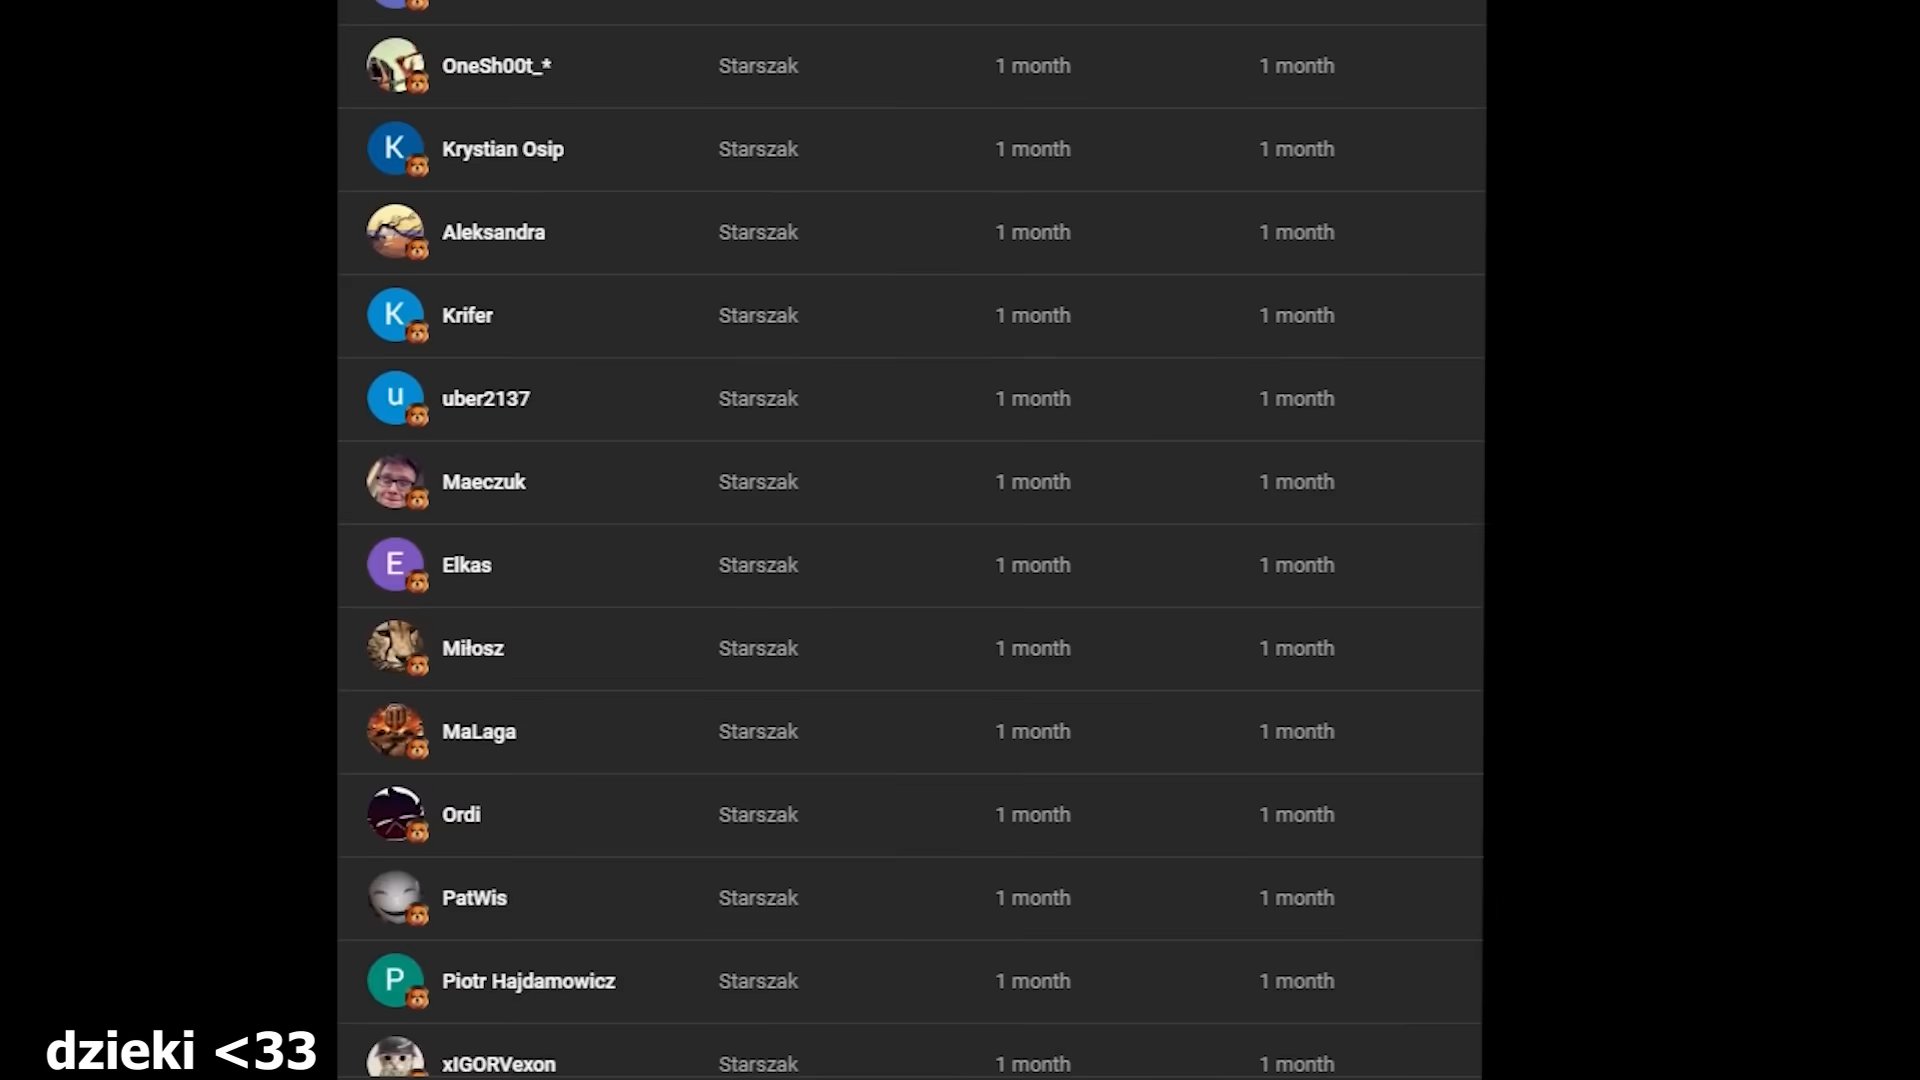 OneSh00t_* Starszak 1 month 1 month
K Krystian Osip Starszak 1 month 1 month
Aleksandra Starszak 1 month 1 month
K Krifer Starszak 1 month 1 month
u uber2137 Starszak 1 month 1 month
Maeczuk Starszak 1 month 1 month
E Elkas Starszak 1 month 1 month
Miłosz Starszak 1 month 1 month
MaLaga Starszak 1 month 1 month
Ordi Starszak 1 month 1 month
PatWis Starszak 1 month 1 month
P Piotr Hajdamowicz Starszak 1 month 1 month
xIGORVexon Starszak 1 month 1 month
dzieki <33